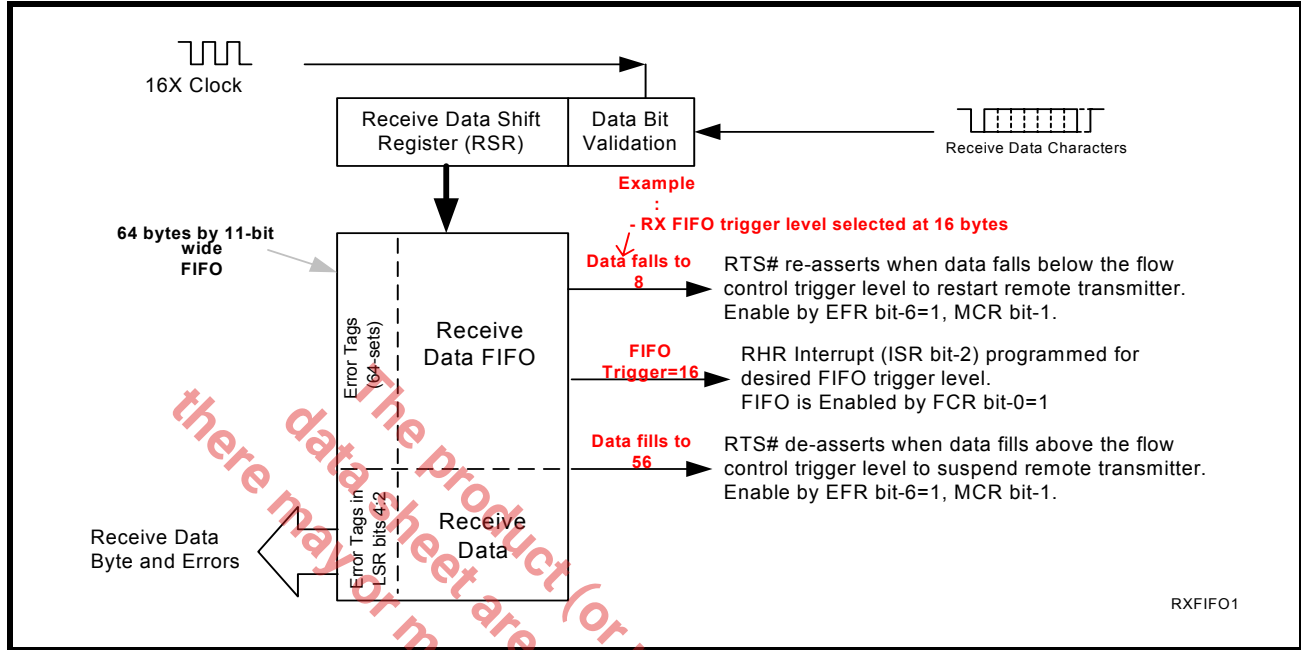 16X Clock
Receive Data Shift
Register (RSR)
Data Bit
Validation
Receive Data Characters
Example
:
- RX FIFO trigger level selected at 16 bytes
64 bytes by 11-bit
wide
FIFO
Data falls to
8
RTS# re-asserts when data falls below the flow
control trigger level to restart remote transmitter.
Enable by EFR bit-6=1, MCR bit-1.
Error Tags
(64-sets)
Receive
Data FIFO
FIFO
Trigger=16
RHR Interrupt (ISR bit-2) programmed for
desired FIFO trigger level.
FIFO is Enabled by FCR bit-0=1
Data fills to
56
RTS# de-asserts when data fills above the flow
control trigger level to suspend remote transmitter.
Enable by EFR bit-6=1, MCR bit-1.
Error Tags in
LSR bits 4:2
Receive
Data
Receive Data
Byte and Errors
RXFIFO1
The product (or
data sheet are
there may or